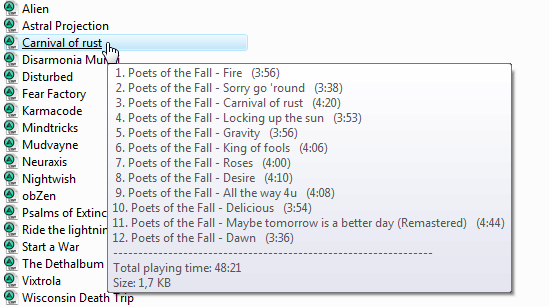 Alien
Astral Projection
Carnival of rust
Disarmonia Mu
Disturbed
Fear Factory
Karmacode
Mindtricks
Mudvayne
Neuraxis
Nightwish
obZen
Psalms of Extinc
Ride the lightnin
Start a War
The Dethalbum
Vixtrola
Wisconsin Death Trip
1. Poets of the Fall - Fire (3:56)
2. Poets of the Fall - Sorry go 'round (3:38)
3. Poets of the Fall - Carnival of rust (4:20)
4. Poets of the Fall - Locking up the sun (3:53)
5. Poets of the Fall - Gravity (3:56)
6. Poets of the Fall - King of fools (4:06)
7. Poets of the Fall - Roses (4:00)
8. Poets of the Fall - Desire (4:10)
9. Poets of the Fall - All the way 4u (4:08)
10. Poets of the Fall - Delicious (3:54)
11. Poets of the Fall - Maybe tomorrow is a better day (Remastered) (4:44)
12. Poets of the Fall - Dawn (3:36)
Total playing time: 48:21
Size: 1,7 KB